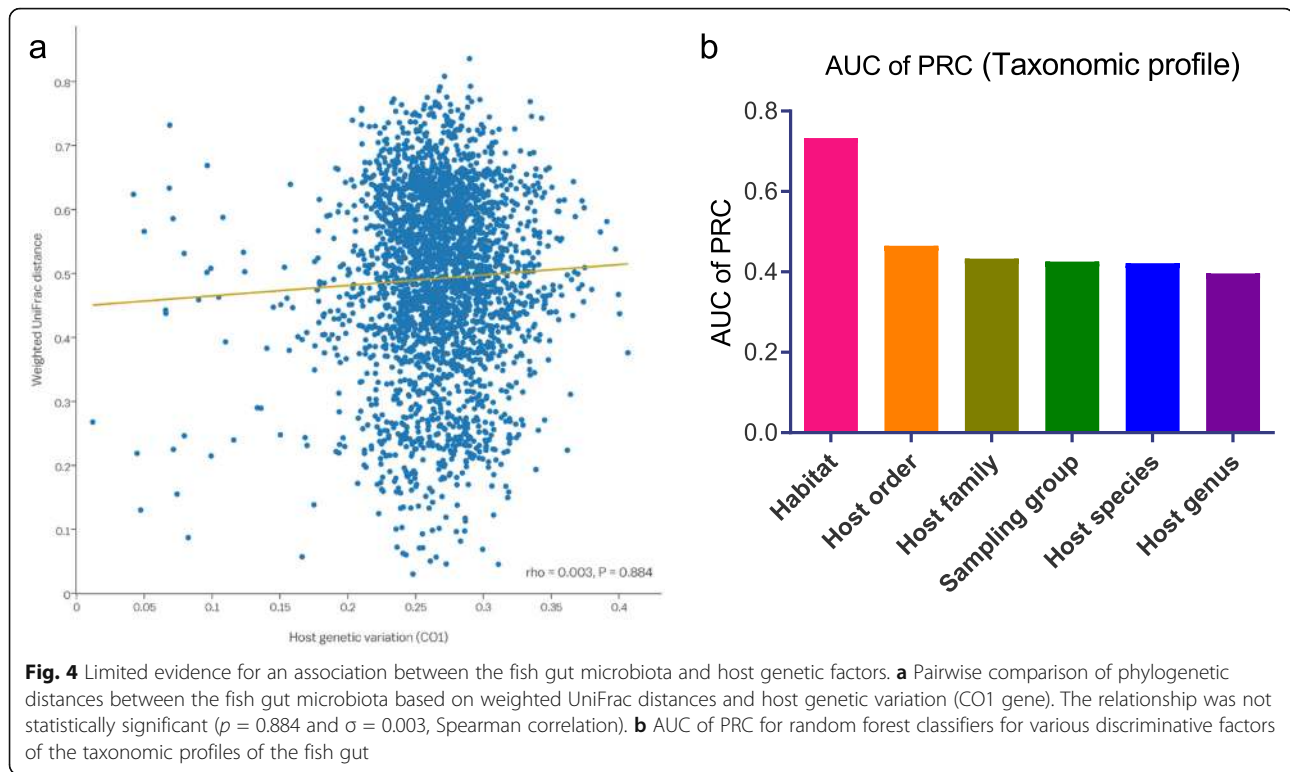 a
0.8
0.7
0.6
0.5
0.4
0.3
0.2
0.1
0
Weighted UniFrac distance
rho = 0.003, P = 0.884
0
0.05
0.1
0.15
0.2
0.25
0.3
0.35
0.4
Host genetic variation (CO1)
b
AUC of PRC (Taxonomic profile)
AUC of PRC
0.8
0.6
0.4
0.2
0.0
Habitat
Host order
Host family
Sampling group
Host species
Host genus
Fig. 4 Limited evidence for an association between the fish gut microbiota and host genetic factors. a Pairwise comparison of phylogenetic
distances between the fish gut microbiota based on weighted UniFrac distances and host genetic variation (CO1 gene). The relationship was not
statistically significant (p = 0.884 and σ = 0.003, Spearman correlation). b AUC of PRC for random forest classifiers for various discriminative factors
of the taxonomic profiles of the fish gut